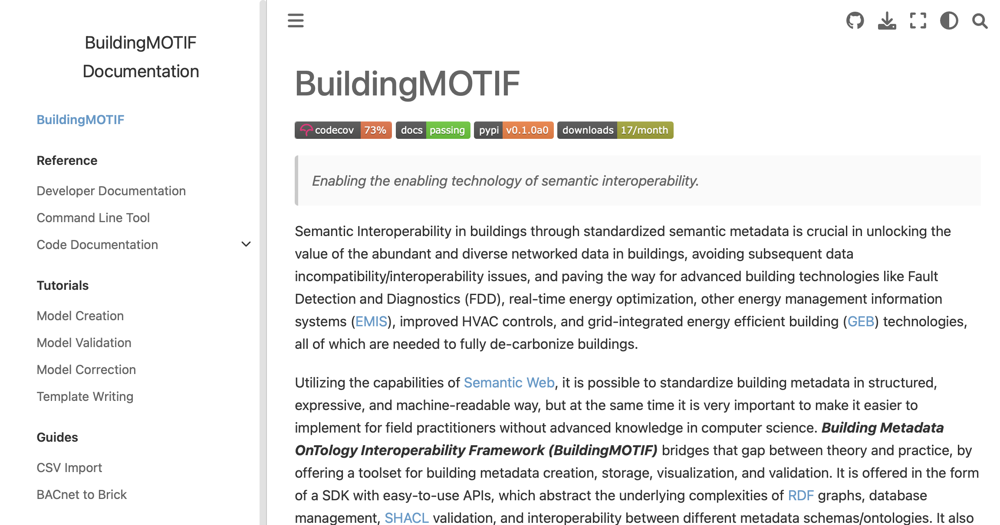 BuildingMOTIF
Documentation
BuildingMOTIF
Reference
Developer Documentation
Command Line Tool
Code Documentation
Tutorials
Model Creation
Model Validation
Model Correction
Template Writing
Guides
CSV Import
BACnet to Brick
BuildingMOTIF
codecov 73% docs passing pypi v0.1.0a0 downloads 17/month
Enabling the enabling technology of semantic interoperability.
Semantic Interoperability in buildings through standardized semantic metadata is crucial in unlocking the
value of the abundant and diverse networked data in buildings, avoiding subsequent data
incompatibility/interoperability issues, and paving the way for advanced building technologies like Fault
Detection and Diagnostics (FDD), real-time energy optimization, other energy management information
systems (EMIS), improved HVAC controls, and grid-integrated energy efficient building (GEB) technologies,
all of which are needed to fully de-carbonize buildings.
Utilizing the capabilities of Semantic Web, it is possible to standardize building metadata in structured,
expressive, and machine-readable way, but at the same time it is very important to make it easier to
implement for field practitioners without advanced knowledge in computer science. Building Metadata
OnTology Interoperability Framework (BuildingMOTIF) bridges that gap between theory and practice, by
offering a toolset for building metadata creation, storage, visualization, and validation. It is offered in the form
of a SDK with easy-to-use APIs, which abstract the underlying complexities of RDF graphs, database
management, SHACL validation, and interoperability between different metadata schemas/ontologies. It also